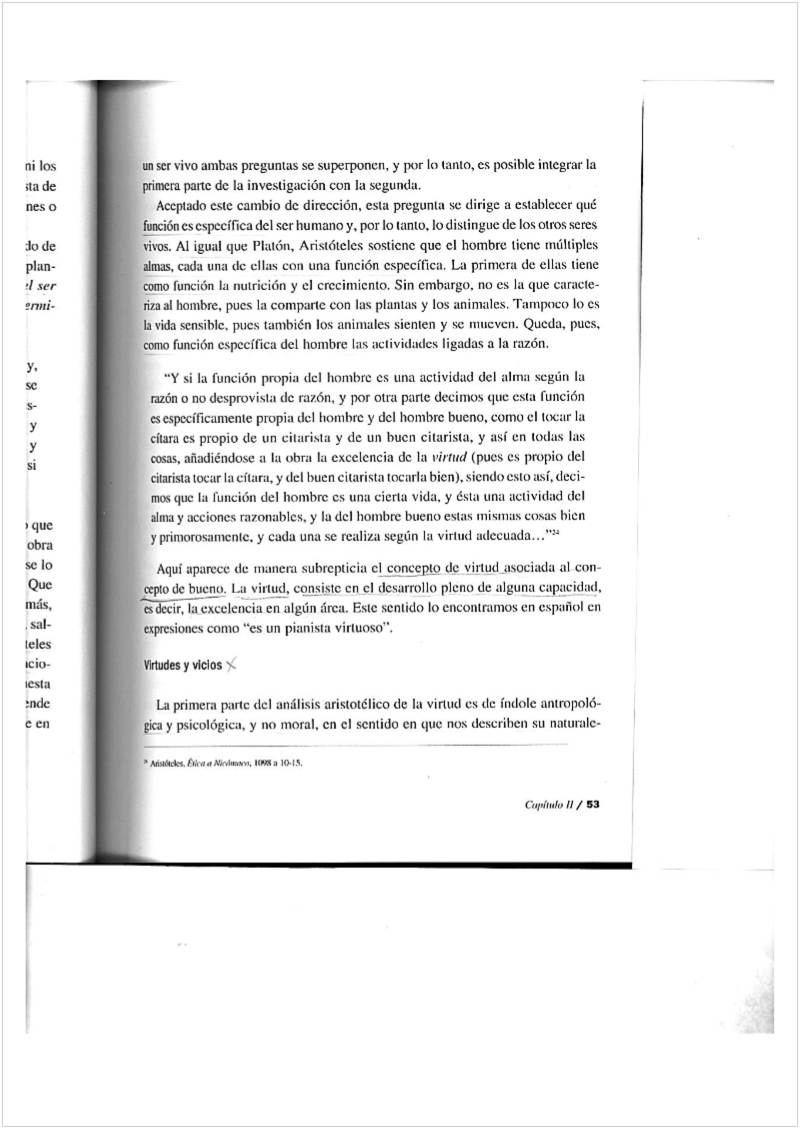 ni los
sta de
nes o
do de
plan-
el ser
ermi-
y,
se
s-
y
y
si
que
obra
se lo
Que
más,
sal-
teles
icio-
esta
ende
e en
un ser vivo ambas preguntas se superponen, y por lo tanto, es posible integrar la
primera parte de la investigación con la segunda.
Aceptado este cambio de dirección, esta pregunta se dirige a establecer qué
función es específica del ser humano y, por lo tanto, lo distingue de los otros seres
vivos. Al igual que Platón, Aristóteles sostiene que el hombre tiene múltiples
almas, cada una de ellas con una función específica. La primera de ellas tiene
como función la nutrición y el crecimiento. Sin embargo, no es la que caracte-
riza al hombre, pues la comparte con las plantas y los animales. Tampoco lo es
la vida sensible, pues también los animales sienten y se mueven. Queda, pues,
como función específica del hombre las actividades ligadas a la razón.
"Y si la función propia del hombre es una actividad del alma según la
razón o no desprovista de razón, y por otra parte decimos que esta función
es específicamente propia del hombre y del hombre bueno, como el tocar la
cítara es propio de un citarista y de un buen citarista, y así en todas las
cosas, añadiéndose a la obra la excelencia de la virtud (pues es propio del
citarista tocar la cítara, y del buen citarista tocarla bien), siendo esto así, deci-
mos que la función del hombre es una cierta vida, y ésta una actividad del
alma y acciones razonables, y la del hombre bueno estas mismas cosas bien
y primorosamente, y cada una se realiza según la virtud adecuada..."²⁴
Aquí aparece de manera subrepticia el concepto de virtud asociada al con-
cepto de bueno. La virtud, consiste en el desarrollo pleno de alguna capacidad,
es decir, la excelencia en algún área. Este sentido lo encontramos en español en
expresiones como "es un pianista virtuoso".
Virtudes y vicios
La primera parte del análisis aristotélico de la virtud es de índole antropoló-
gica y psicológica, y no moral, en el sentido en que nos describen su naturale-
Aristóteles, Ética a Nicómaco, 1098 a 10-15.
Capítulo II / 53